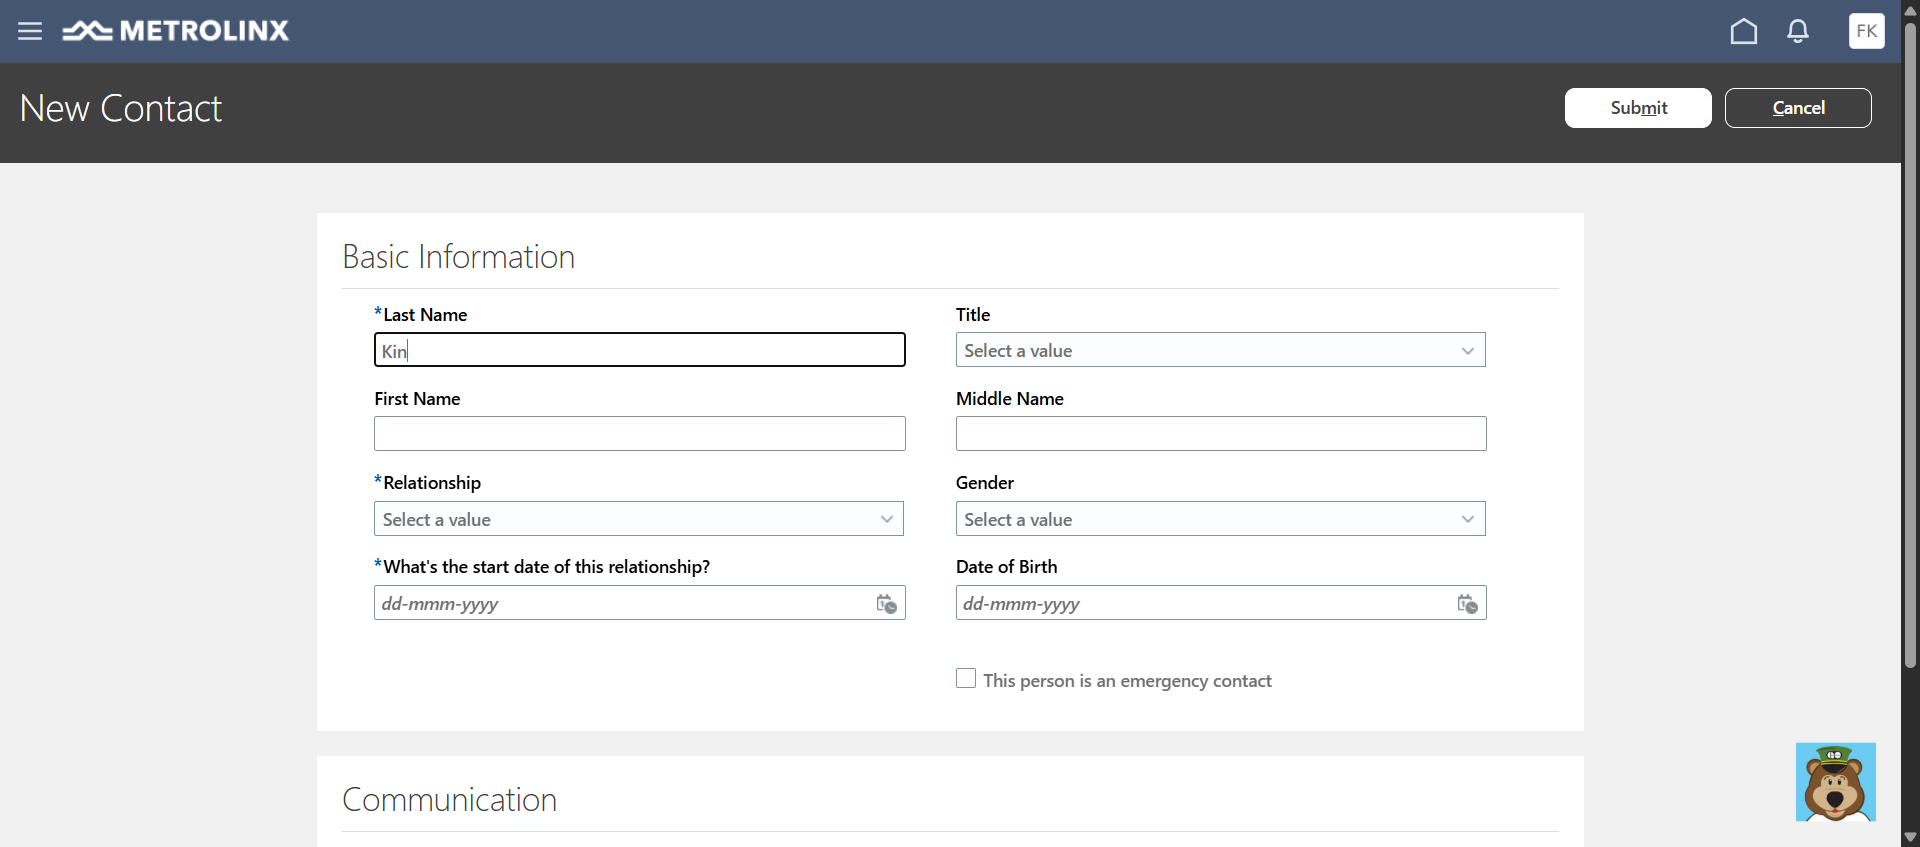 METROLINX
FK
New Contact
Submit
Cancel
Basic Information
*Last Name
Title
Kin
Select a value
First Name
Middle Name
*Relationship
Gender
Select a value
Select a value
*What's the start date of this relationship?
Date of Birth
dd-mmm-yyyy
dd-mmm-yyyy
This person is an emergency contact
GO
Communication